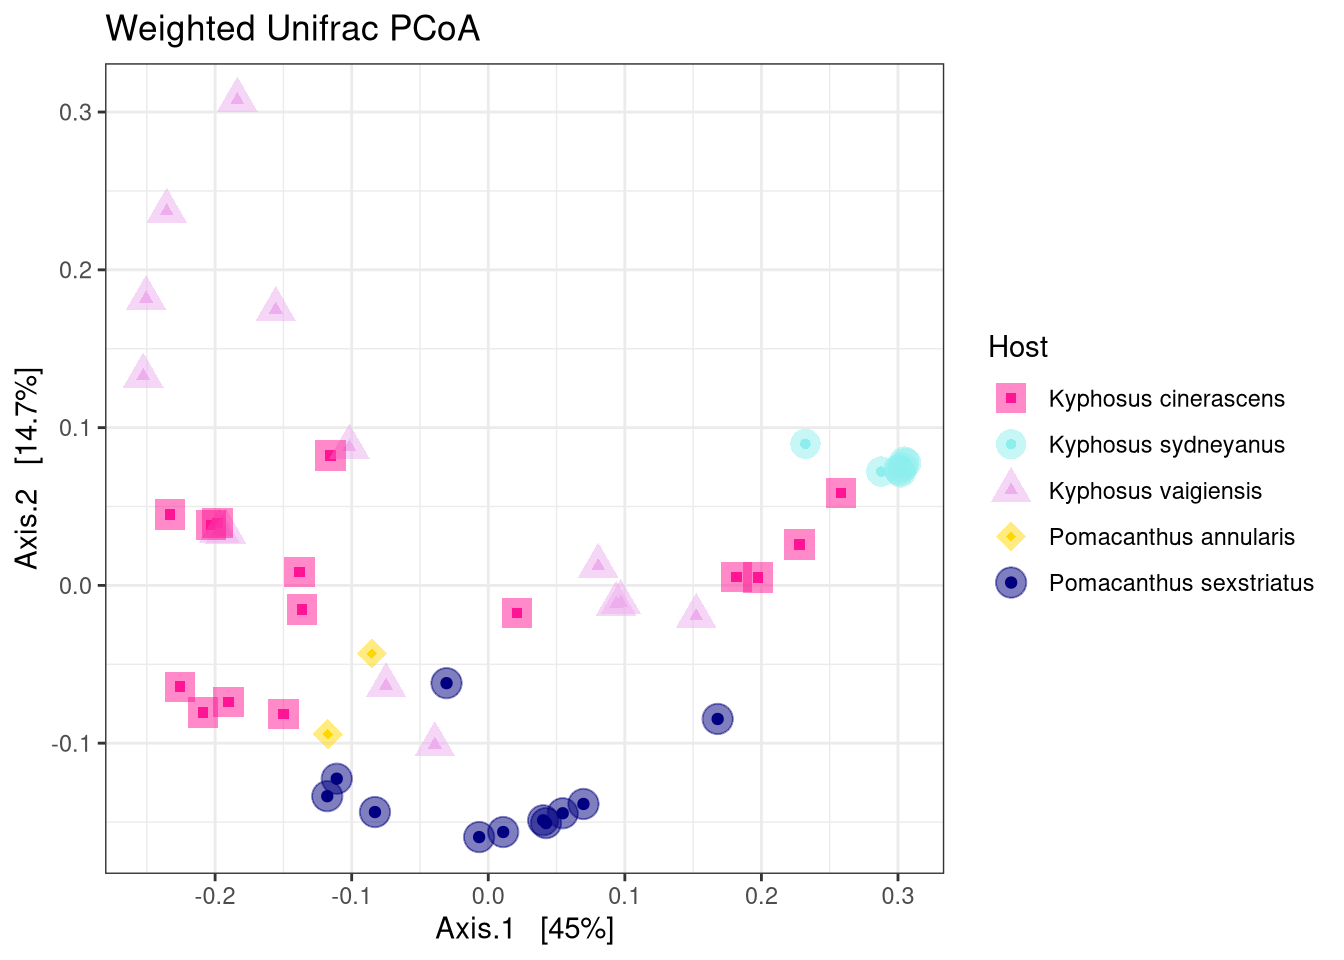 Weighted Unifrac PCoA
0.3
0.2
0.1
0.0
-0.1
Axis.2 [14.7%]
-0.2 -0.1 0.0 0.1 0.2 0.3
Axis.1 [45%]
Host
Kyphosus cinerascens
Kyphosus sydneyanus
Kyphosus vaigiensis
Pomacanthus annularis
Pomacanthus sexstriatus